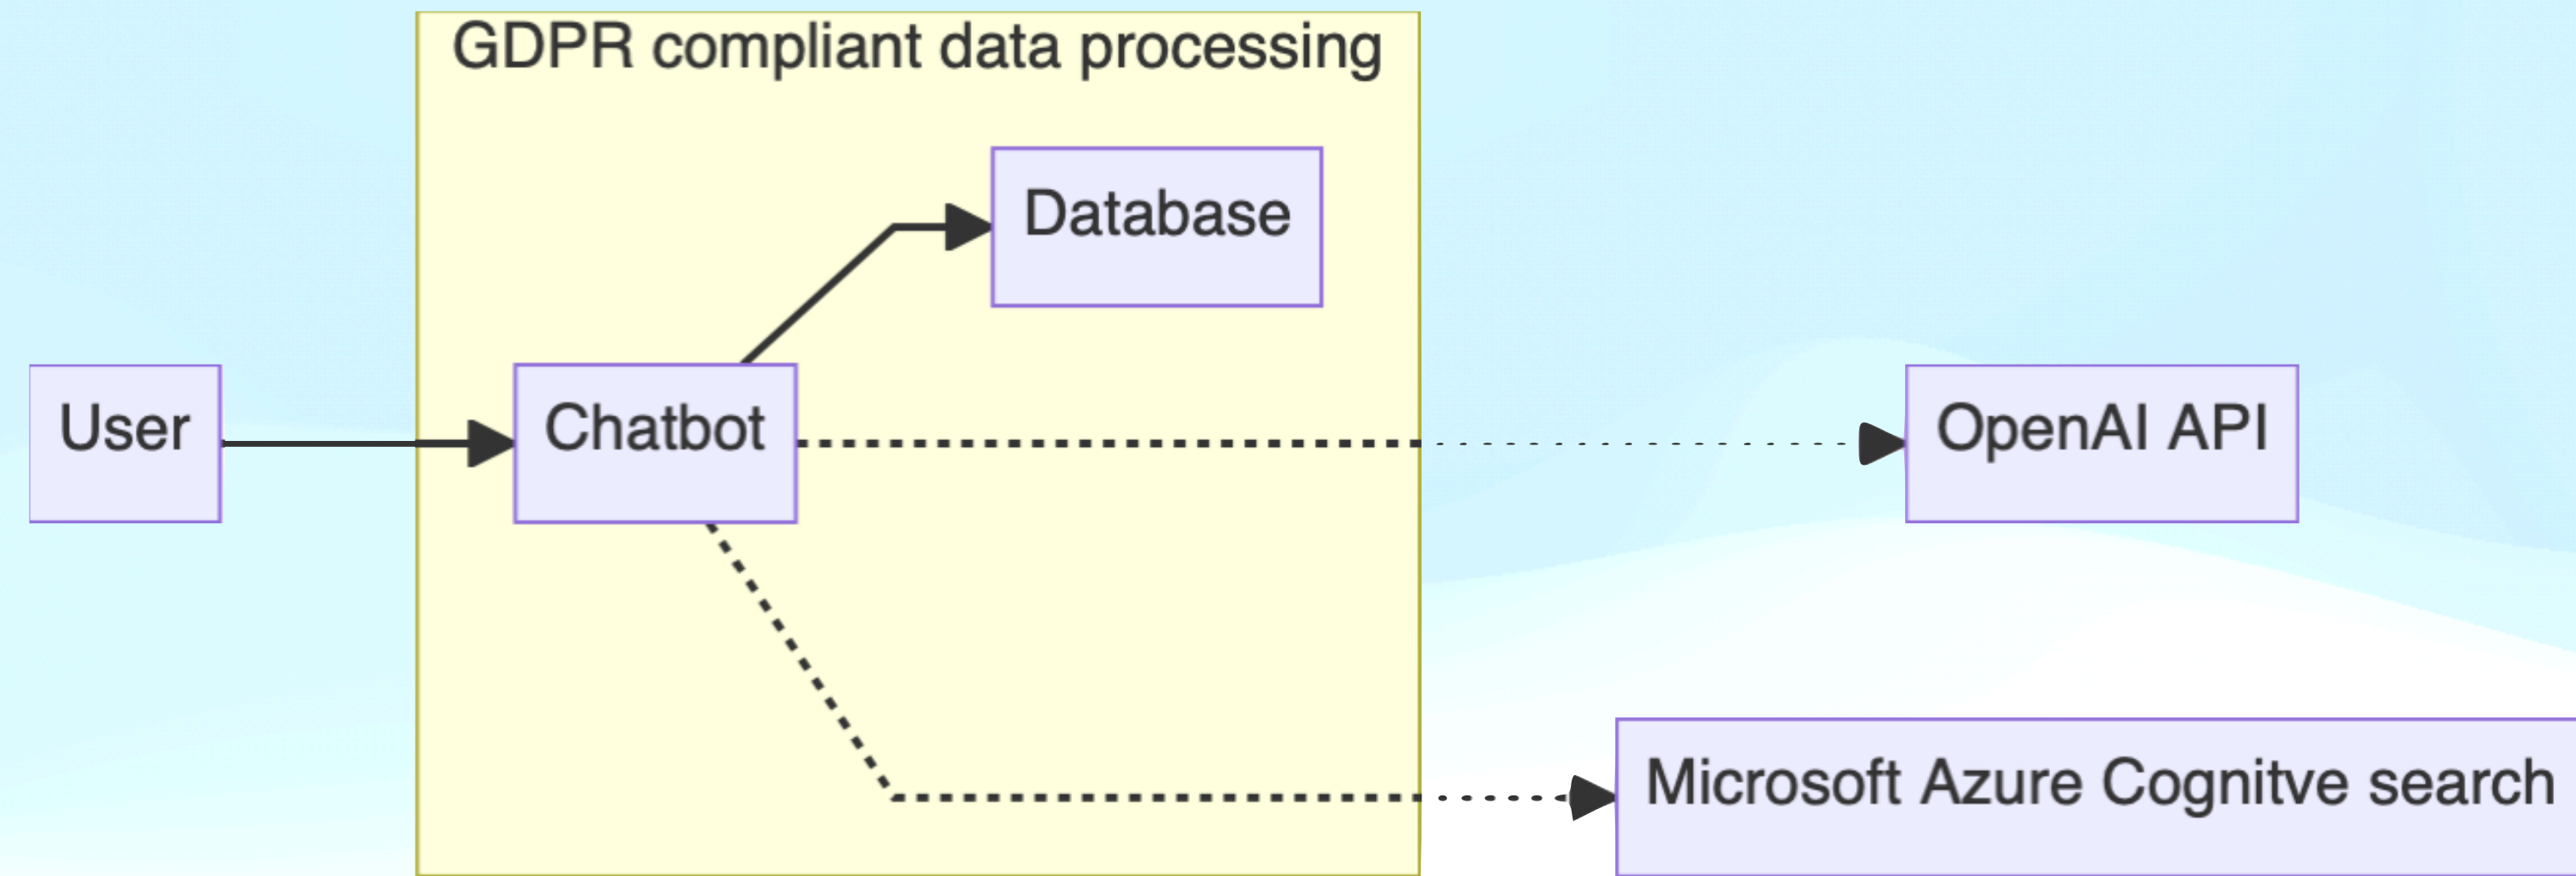 GDPR compliant data processing
Database
User
Chatbot
OpenAI API
Microsoft Azure Cognitve search